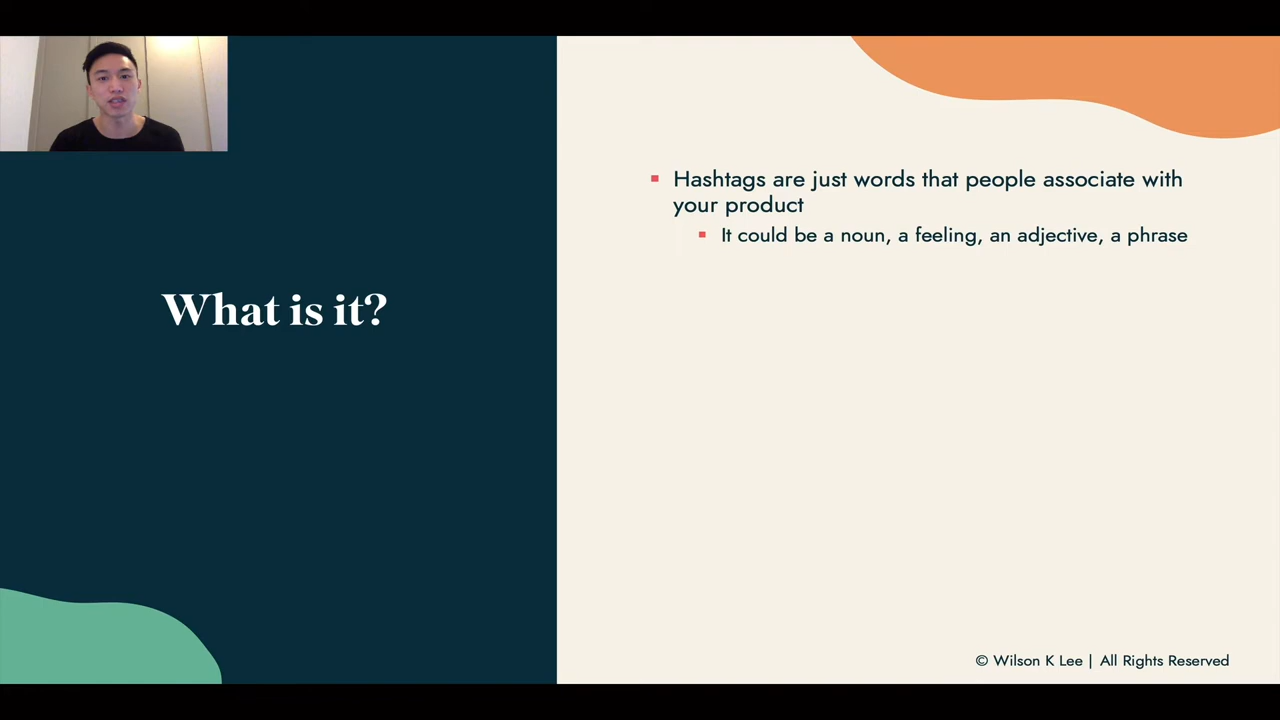 What is it?
Hashtags are just words that people associate with
your product
It could be a noun, a feeling, an adjective, a phrase
© Wilson K Lee | All Rights Reserved